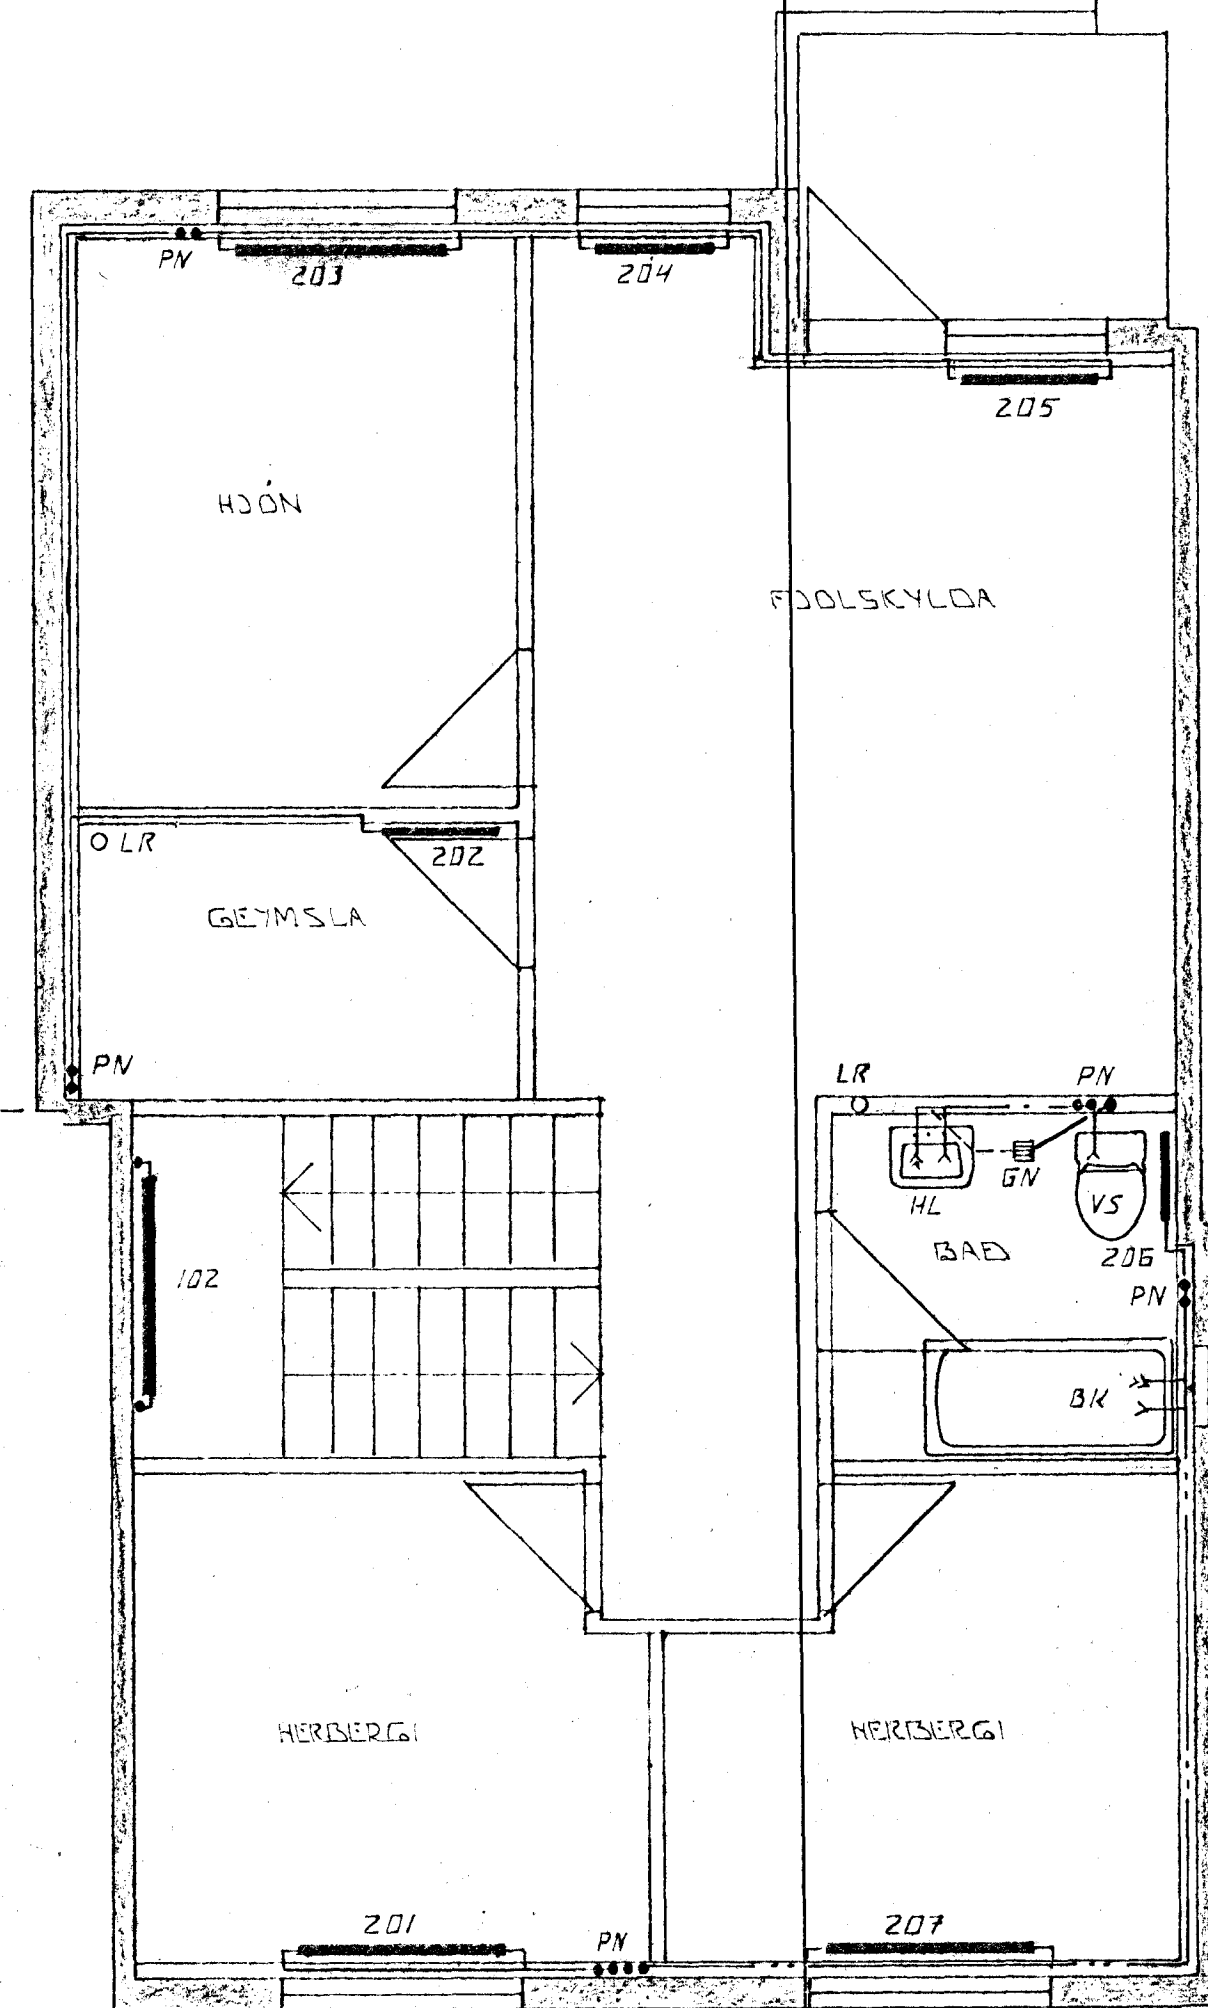 PN
203
204
205
HJÓN
FJÖLSKYLDA
LR
202
GEYMSLA
PN
LR
PN
HL
GN
VS
BAÐ
206
PN
102
BK
HERBERGI
HERBERGI
201
PN
207